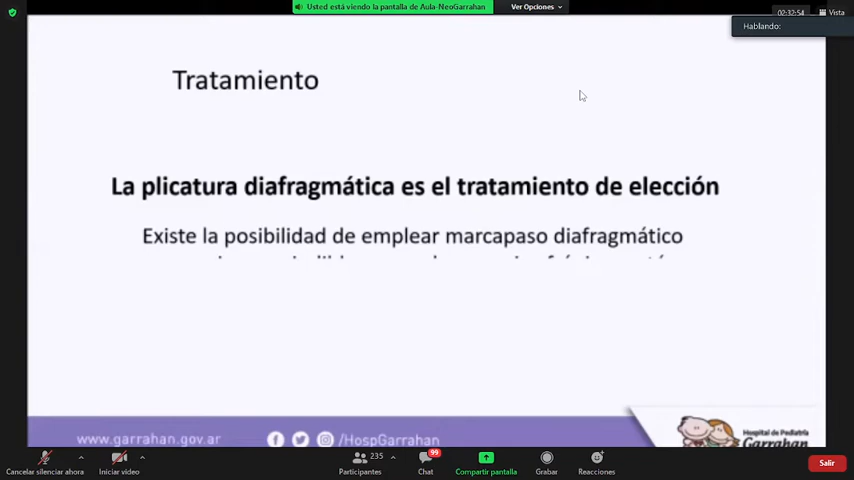 Usted está viendo la pantalla de Aula-NeoGarrahan
Ver Opciones
02:32:54
Vista
Hablando:
Tratamiento
La plicatura diafragmática es el tratamiento de elección
Existe la posibilidad de emplear marcapaso diafragmático
www.garrahan.gov.ar
/HospGarrahan
Hospital de Pediatría
Garrahan
Cancelar silenciar ahora
Iniciar video
235
Participantes
99
Chat
Compartir pantalla
Grabar
Reacciones
Salir